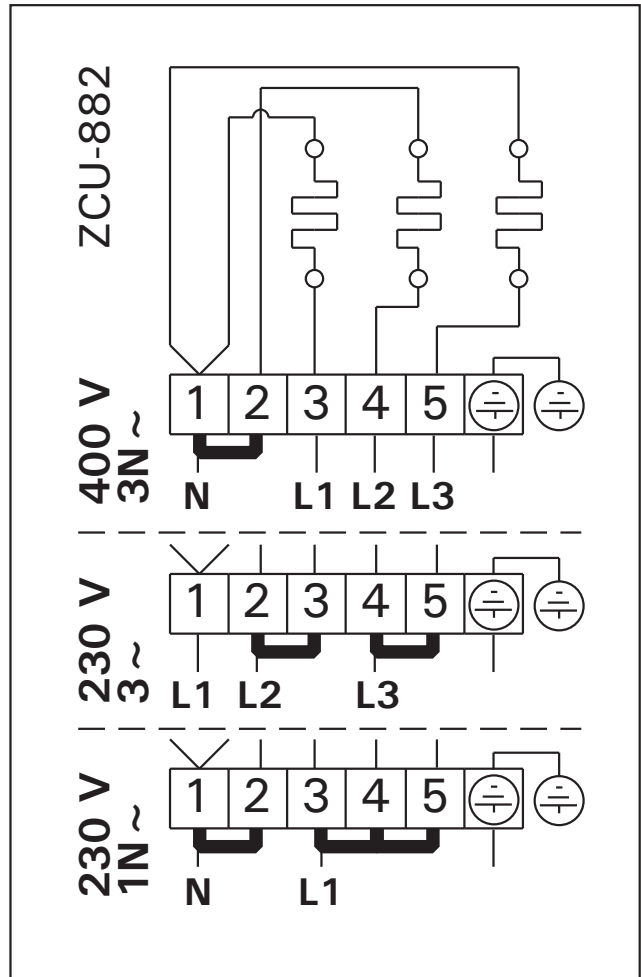 ZCU-882
400 V
3N ~
1 2 3 4 5
N L1 L2 L3
230 V
3 ~
1 2 3 4 5
L1 L2 L3
230 V
1N ~
1 2 3 4 5
N L1